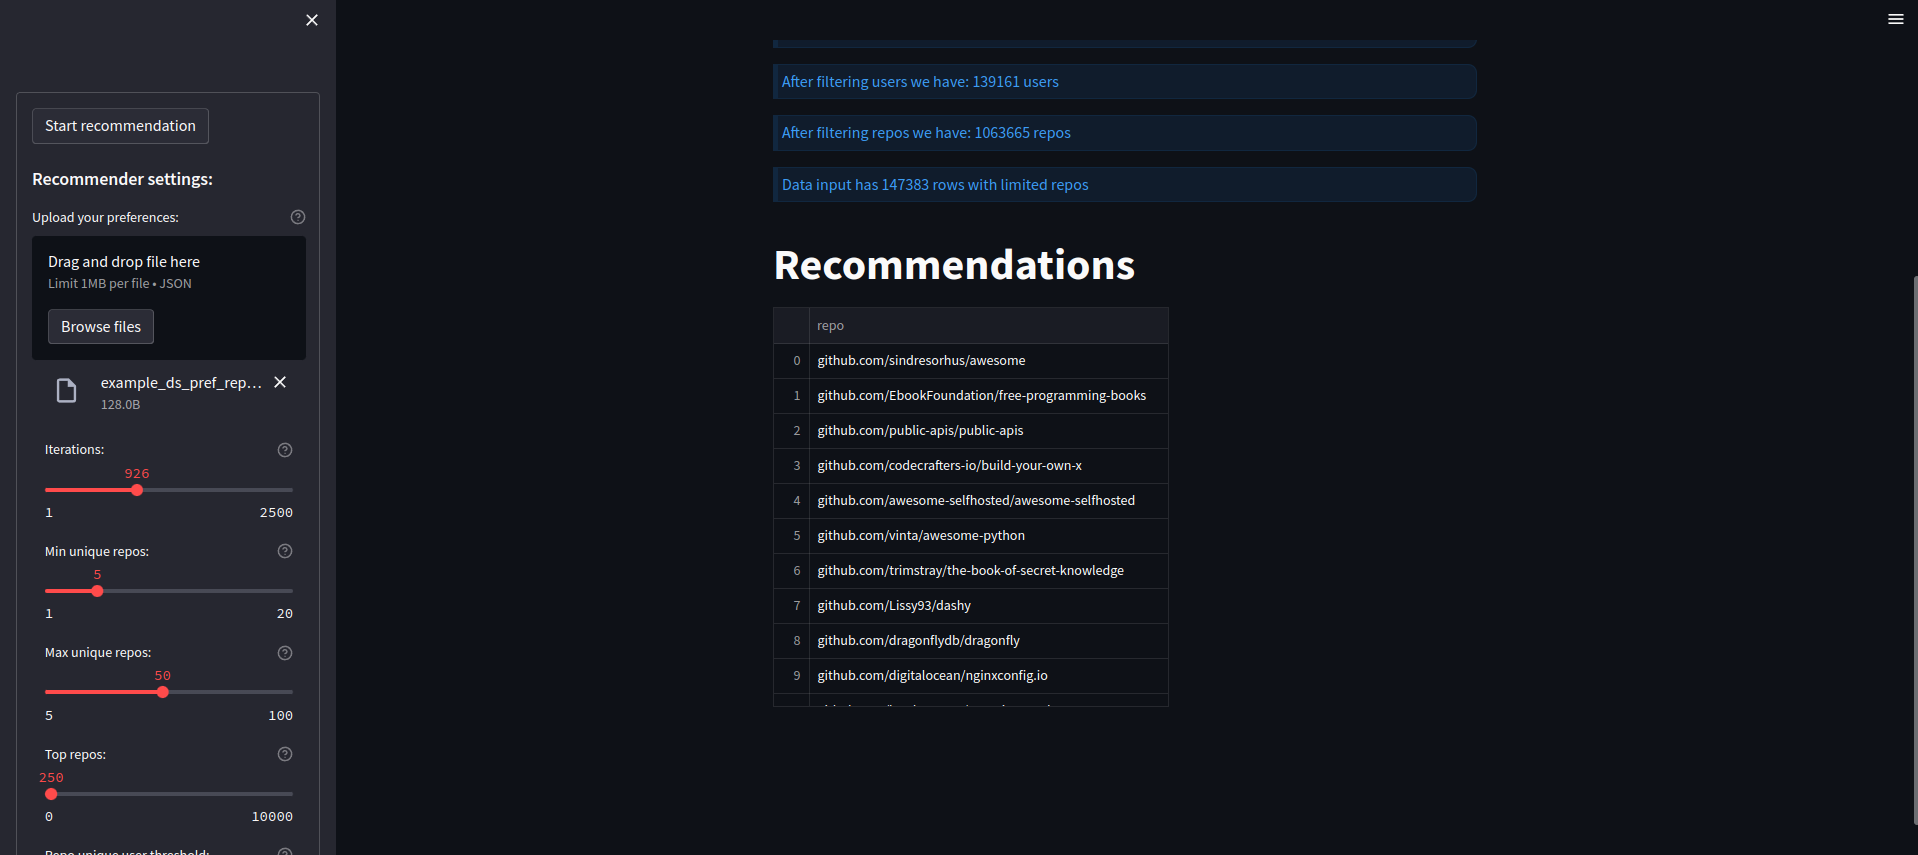 Start recommendation
Recommender settings:
Upload your preferences:
Drag and drop file here
Limit 1MB per file • JSON
Browse files
example_ds_pref_rep...
128.0B
Iterations:
926
1 2500
Min unique repos:
5
1 20
Max unique repos:
50
5 100
Top repos:
250
0 10000
Repo unique user threshold:
After filtering users we have: 139161 users
After filtering repos we have: 1063665 repos
Data input has 147383 rows with limited repos
Recommendations
repo
0 github.com/sindresorhus/awesome
1 github.com/EbookFoundation/free-programming-books
2 github.com/public-apis/public-apis
3 github.com/codecrafters-io/build-your-own-x
4 github.com/awesome-selfhosted/awesome-selfhosted
5 github.com/vinta/awesome-python
6 github.com/trimstray/the-book-of-secret-knowledge
7 github.com/Lissy93/dashy
8 github.com/dragonflydb/dragonfly
9 github.com/digitalocean/nginxconfig.io